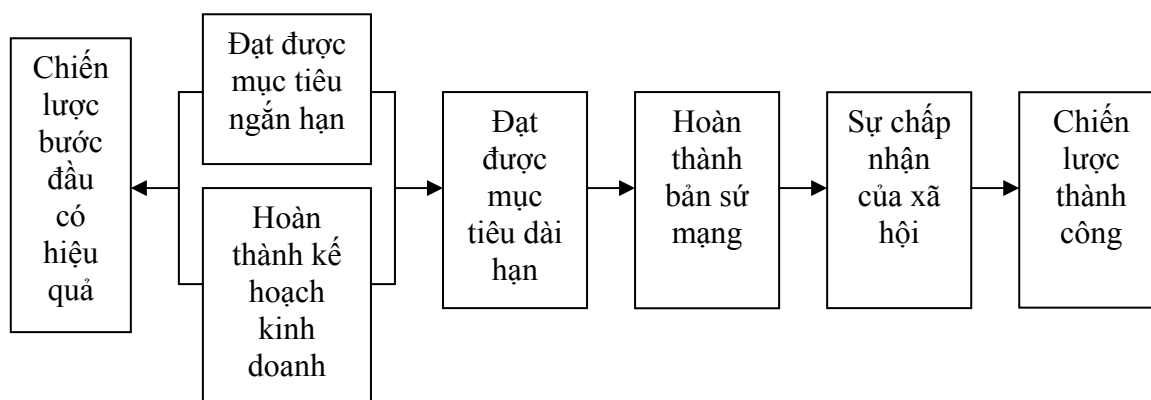 Chiến
lược
bước
đầu
có
hiệu
quả
Đạt được
mục tiêu
ngắn hạn
Hoàn
thành kế
hoạch
kinh
doanh
Đạt
được
mục
tiêu dài
hạn
Hoàn
thành
bản sứ
mạng
Sự chấp
nhận
của xã
hội
Chiến
lược
thành
công